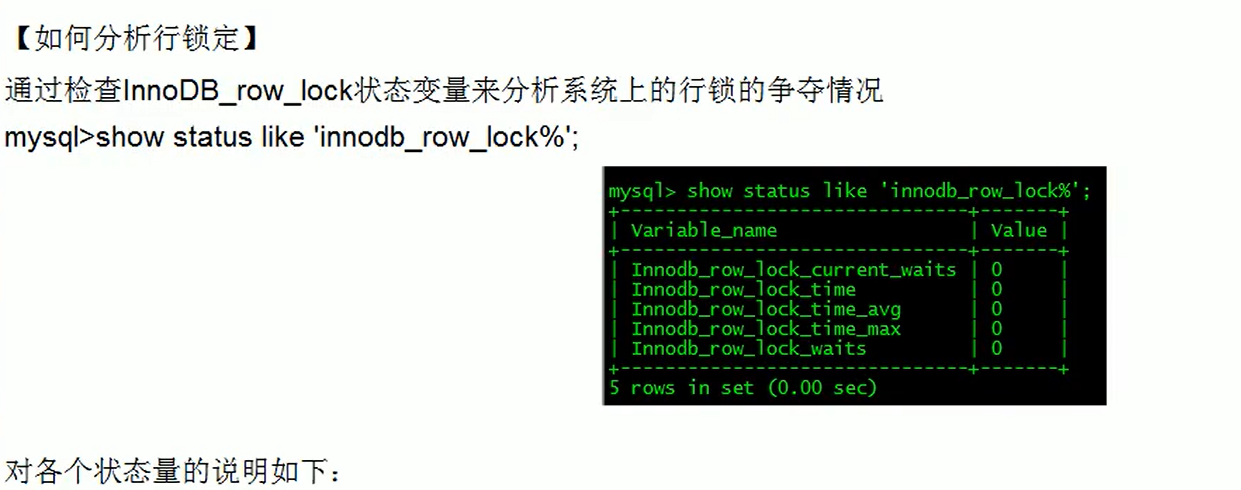 【如何分析行锁定】
通过检查InnoDB_row_lock状态变量来分析系统上的行锁的争夺情况
mysql>show status like 'innodb_row_lock%';
mysql> show status like 'innodb_row_lock%';
+-------------------------------+-------+
| Variable_name                 | Value |
+-------------------------------+-------+
| Innodb_row_lock_current_waits | 0     |
| Innodb_row_lock_time          | 0     |
| Innodb_row_lock_time_avg      | 0     |
| Innodb_row_lock_time_max      | 0     |
| Innodb_row_lock_waits         | 0     |
+-------------------------------+-------+
5 rows in set (0.00 sec)
对各个状态量的说明如下：